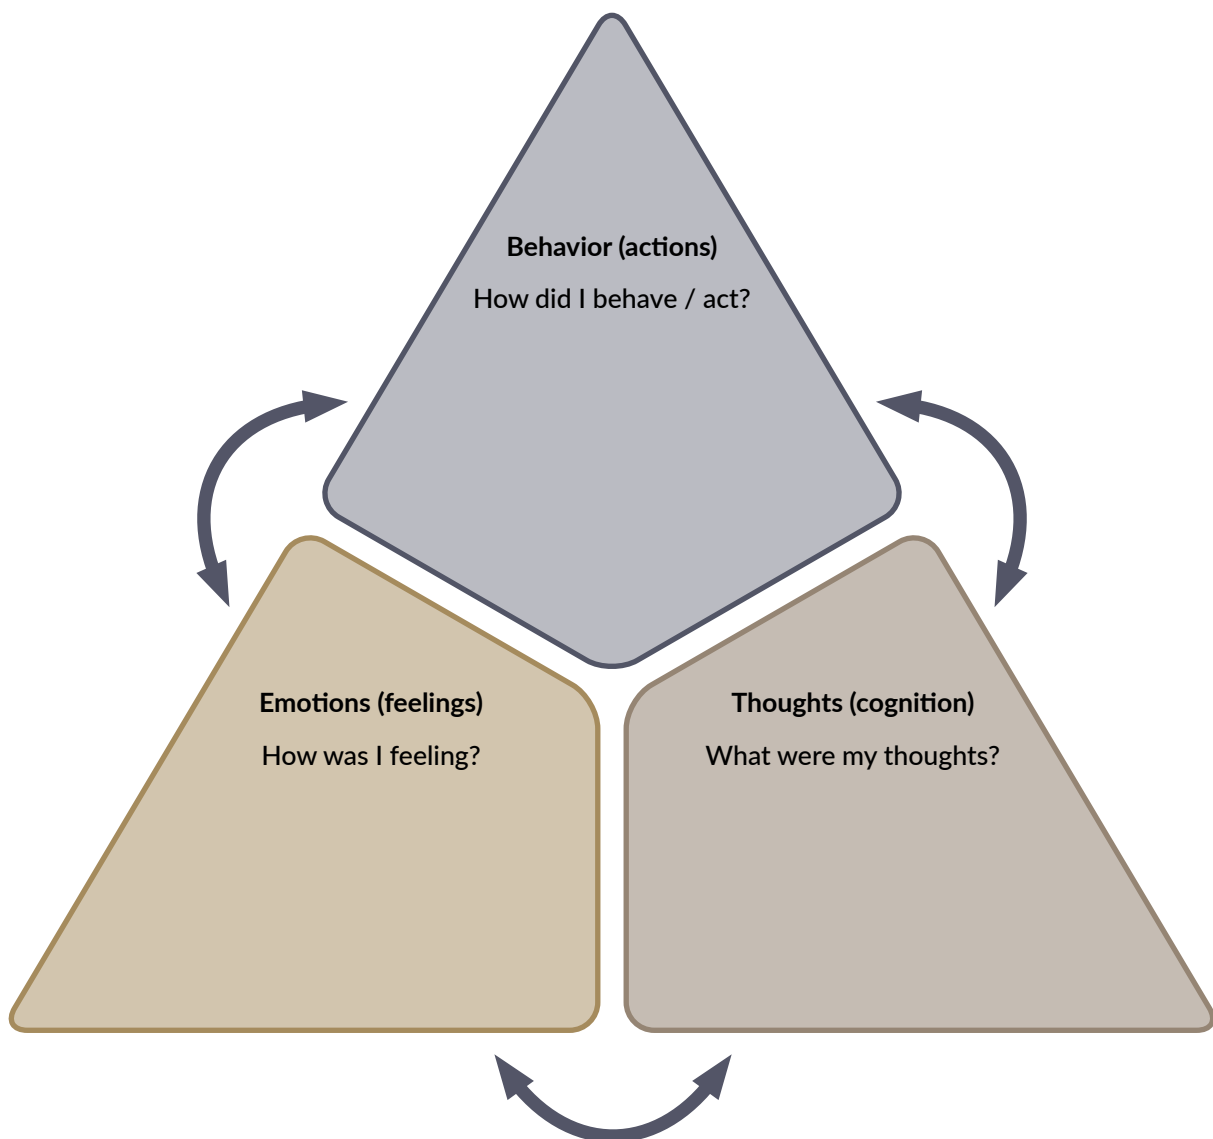 Behavior (actions)
How did I behave / act?
Emotions (feelings)
How was I feeling?
Thoughts (cognition)
What were my thoughts?